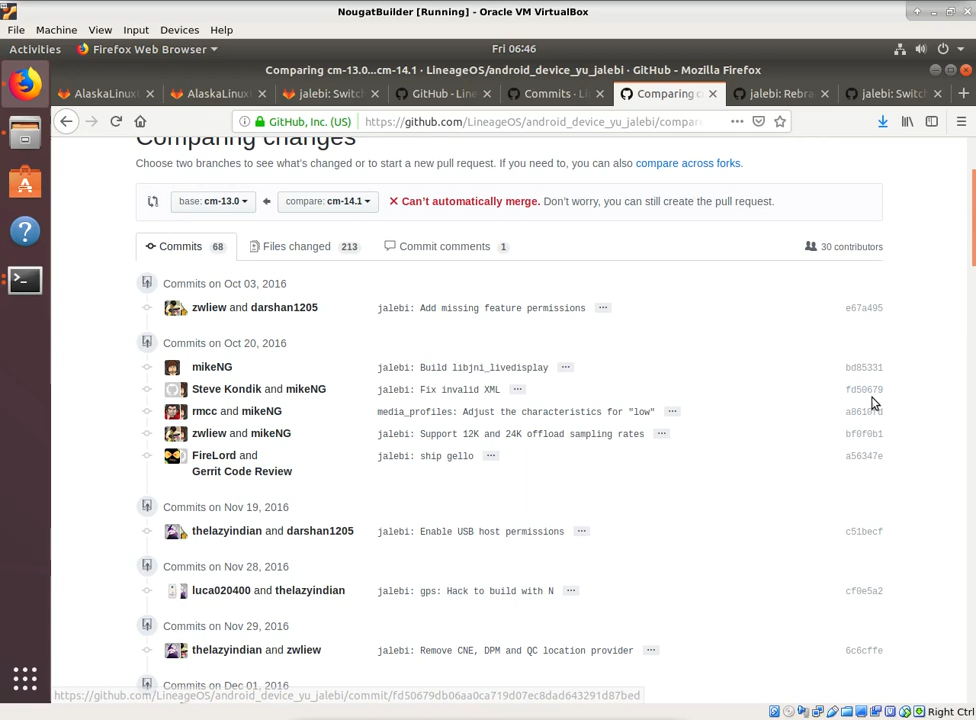 NougatBuilder [Running] - Oracle VM VirtualBox
File Machine View Input Devices Help
Activities Firefox Web Browser Fri 06:46
Comparing cm-13.0...cm-14.1 · LineageOS/android_device_yu_jalebi · GitHub - Mozilla Firefox
AlaskaLinux AlaskaLinux jalebi: Switch GitHub - Line Commits · Lin Comparing c jalebi: Rebra jalebi: Switc
GitHub, Inc. (US) https://github.com/LineageOS/android_device_yu_jalebi/compar
Comparing changes
Choose two branches to see what's changed or to start a new pull request. If you need to, you can also compare across forks.
base: cm-13.0 compare: cm-14.1 Can't automatically merge. Don't worry, you can still create the pull request.
Commits 68 Files changed 213 Commit comments 1 30 contributors
Commits on Oct 03, 2016
zwliew and darshan1205 jalebi: Add missing feature permissions ... e67a495
Commits on Oct 20, 2016
mikeNG jalebi: Build libjni_livedisplay ... bd85331
Steve Kondik and mikeNG jalebi: Fix invalid XML ... fd50679
rmcc and mikeNG media_profiles: Adjust the characteristics for "low" ...
zwliew and mikeNG jalebi: Support 12K and 24K offload sampling rates ... bf0f0b1
FireLord and jalebi: ship gello ... a56347e
Gerrit Code Review
Commits on Nov 19, 2016
thelazyindian and darshan1205 jalebi: Enable USB host permissions ... c51becf
Commits on Nov 28, 2016
luca020400 and thelazyindian jalebi: gps: Hack to build with N ... cf0e5a2
Commits on Nov 29, 2016
thelazyindian and zwliew jalebi: Remove CNE, DPM and QC location provider ... 6c6cffe
Commits on Dec 01, 2016
https://github.com/LineageOS/android_device_yu_jalebi/commit/fd50679db06aa0ca719d07ec8dad643291d87bed
Right Ctrl